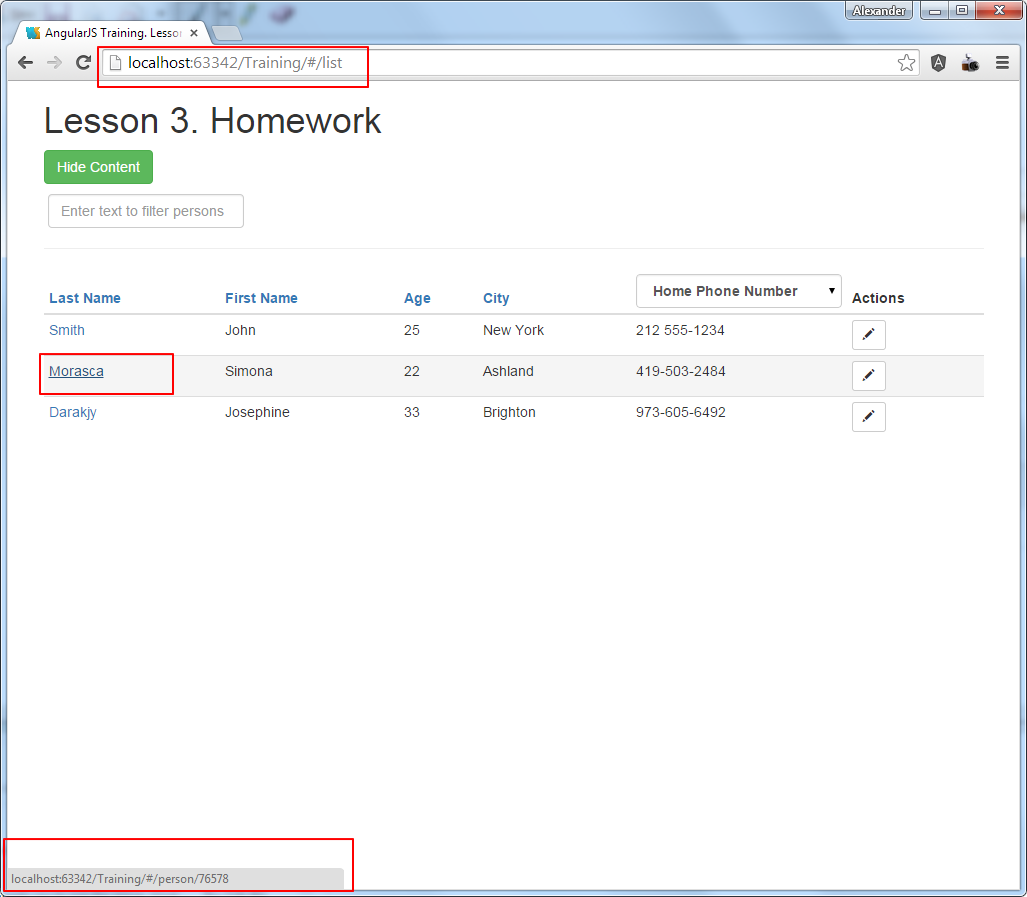 Alexander
AngularJS Training. Lesso
localhost:63342/Training/#/list
Lesson 3. Homework
Hide Content
Enter text to filter persons
Last Name First Name Age City Home Phone Number Actions
Smith John 25 New York 212 555-1234
Morasca Simona 22 Ashland 419-503-2484
Darakjy Josephine 33 Brighton 973-605-6492
localhost:63342/Training/#/person/76578